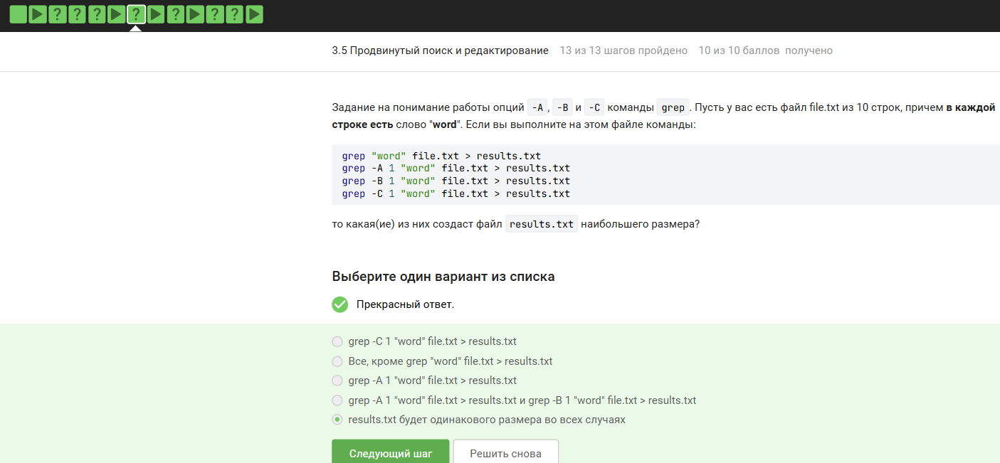 ? ? ? ? ? ? ?
3.5 Продвинутый поиск и редактирование 13 из 13 шагов пройдено 10 из 10 баллов получено
Задание на понимание работы опций -A, -B и -C команды grep. Пусть у вас есть файл file.txt из 10 строк, причем в каждой
строке есть слово "word". Если вы выполните на этом файле команды:
grep "word" file.txt > results.txt
grep -A 1 "word" file.txt > results.txt
grep -B 1 "word" file.txt > results.txt
grep -C 1 "word" file.txt > results.txt
то какая(ие) из них создаст файл results.txt наибольшего размера?
Выберите один вариант из списка
Прекрасный ответ.
grep -C 1 "word" file.txt > results.txt
Все, кроме grep "word" file.txt > results.txt
grep -A 1 "word" file.txt > results.txt
grep -A 1 "word" file.txt > results.txt и grep -B 1 "word" file.txt > results.txt
results.txt будет одинакового размера во всех случаях
Следующий шаг Решить снова